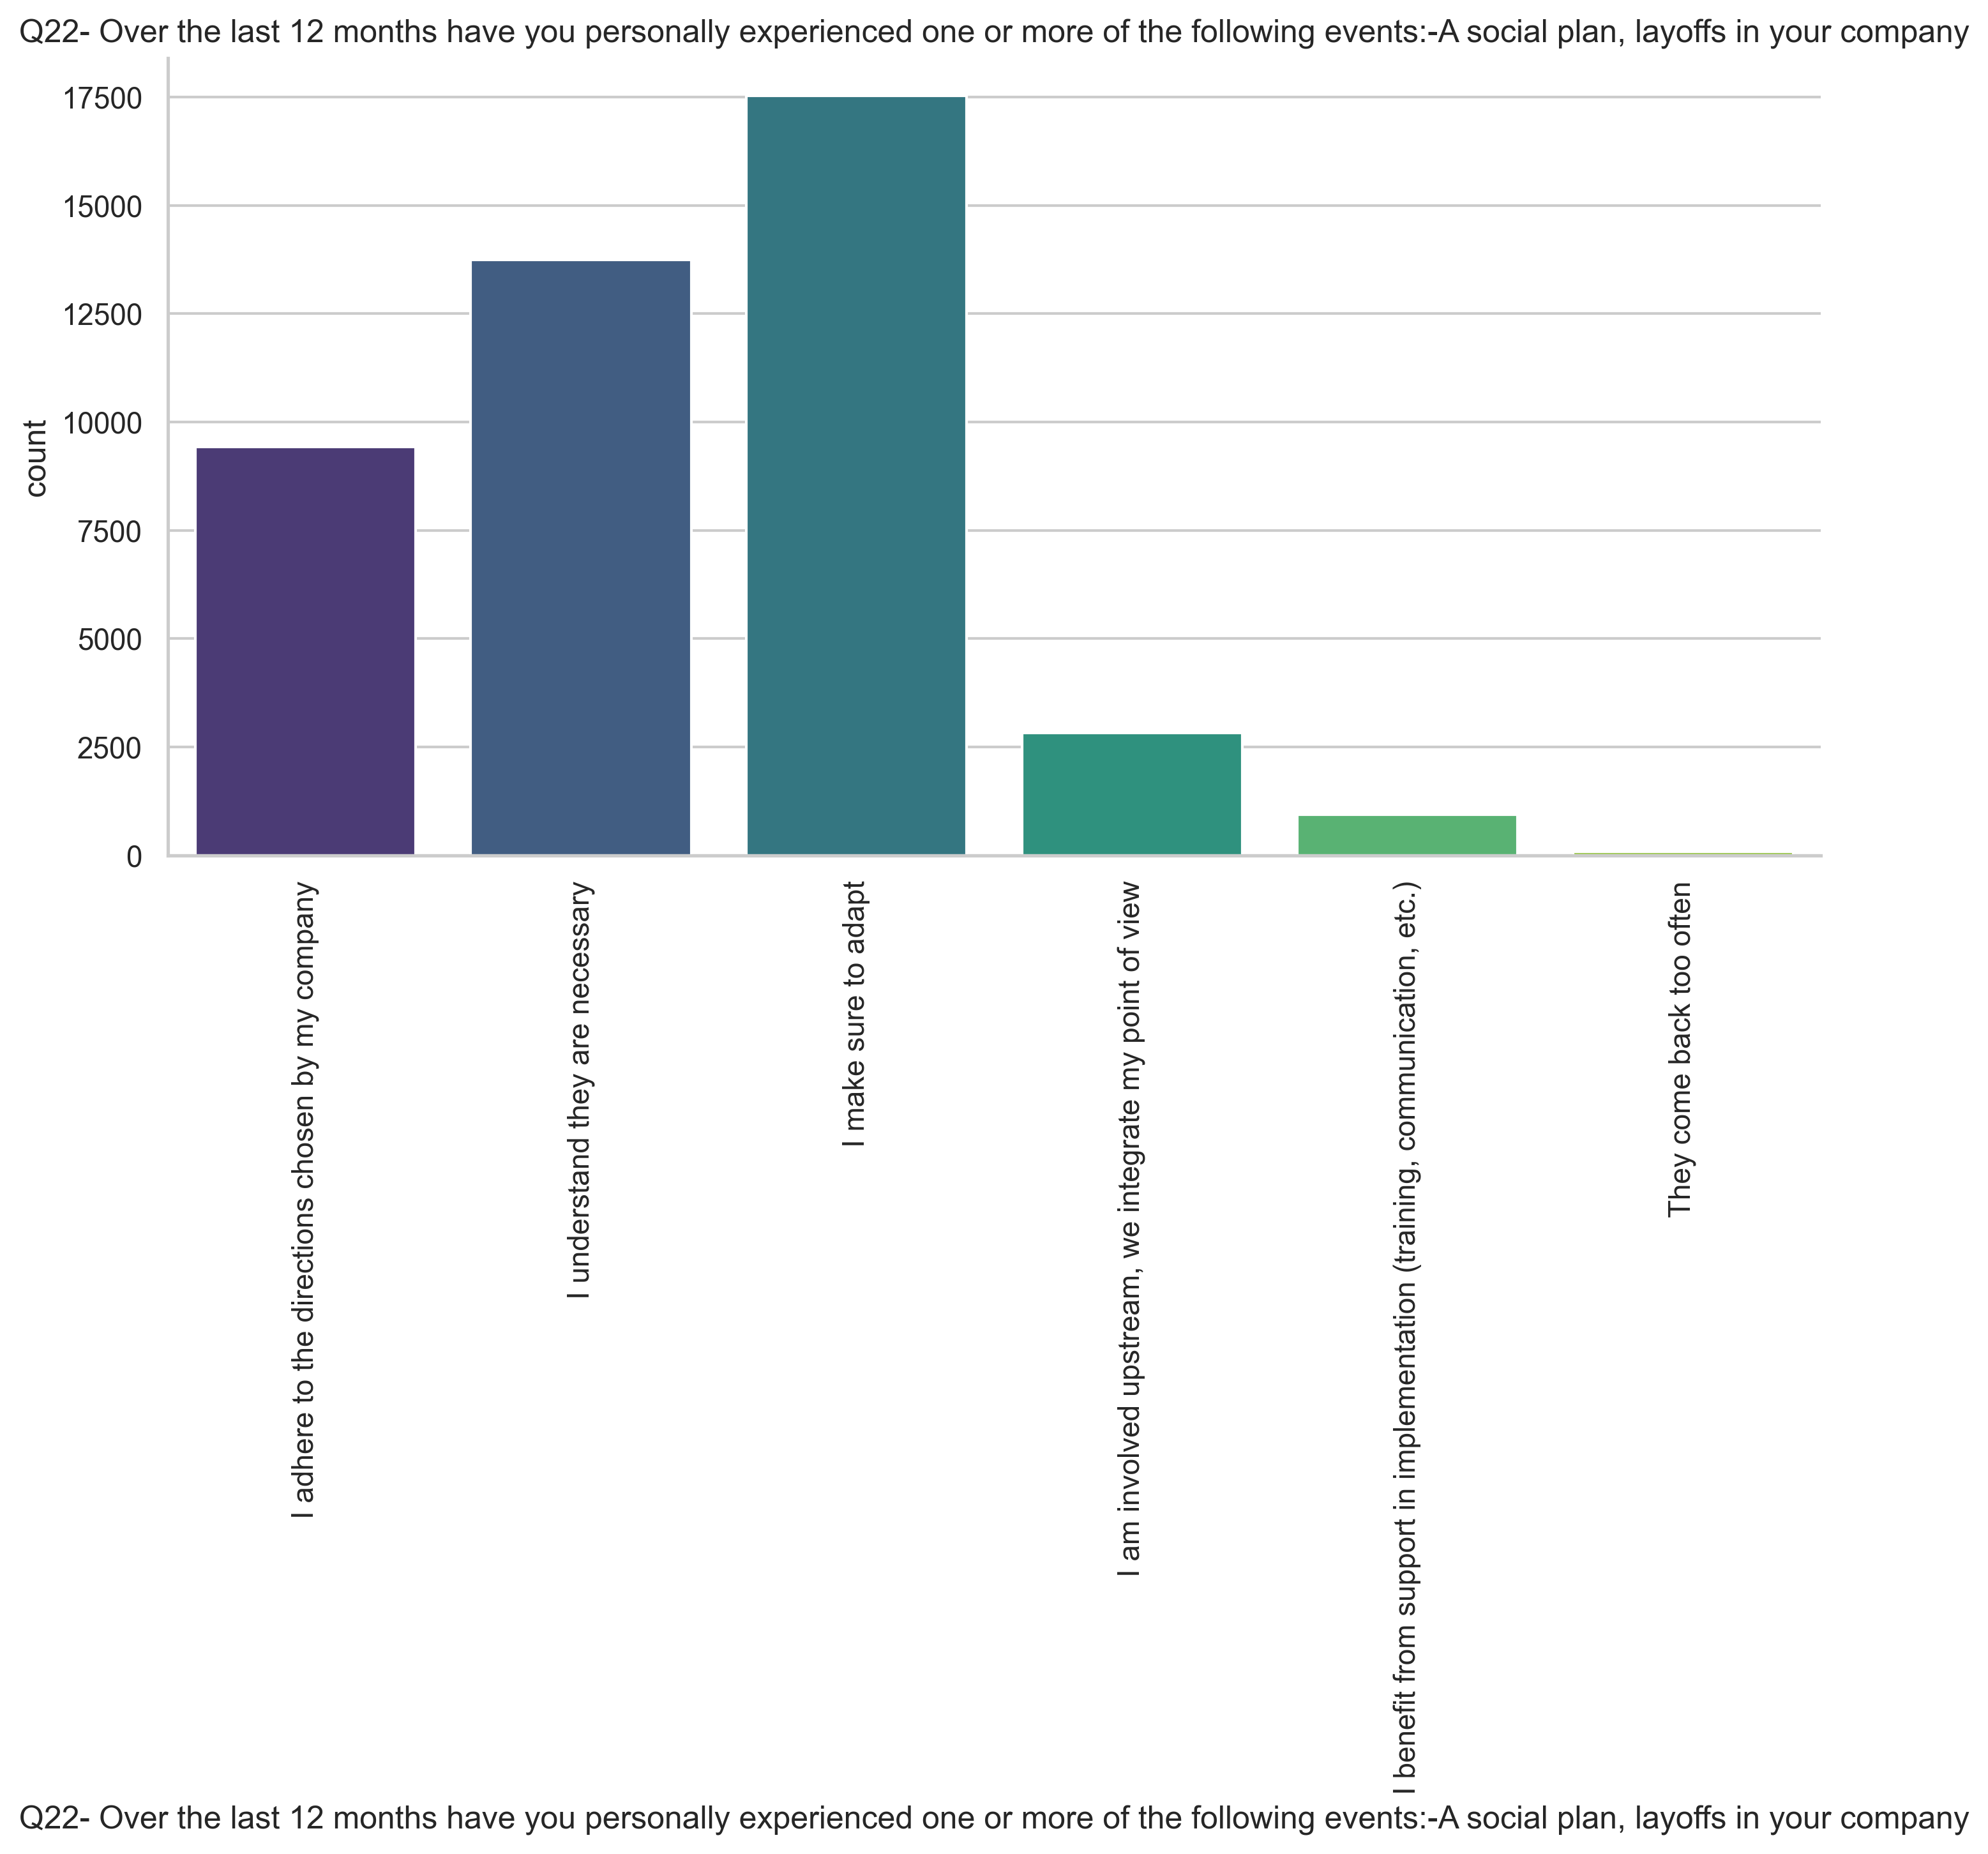 Q22- Over the last 12 months have you personally experienced one or more of the following events:-A social plan, layoffs in your company
17500
15000
12500
10000
7500
5000
2500
0
count
I adhere to the directions chosen by my company
I understand they are necessary
I make sure to adapt
I am involved upstream, we integrate my point of view
I benefit from support in implementation (training, communication, etc.)
They come back too often
Q22- Over the last 12 months have you personally experienced one or more of the following events:-A social plan, layoffs in your company